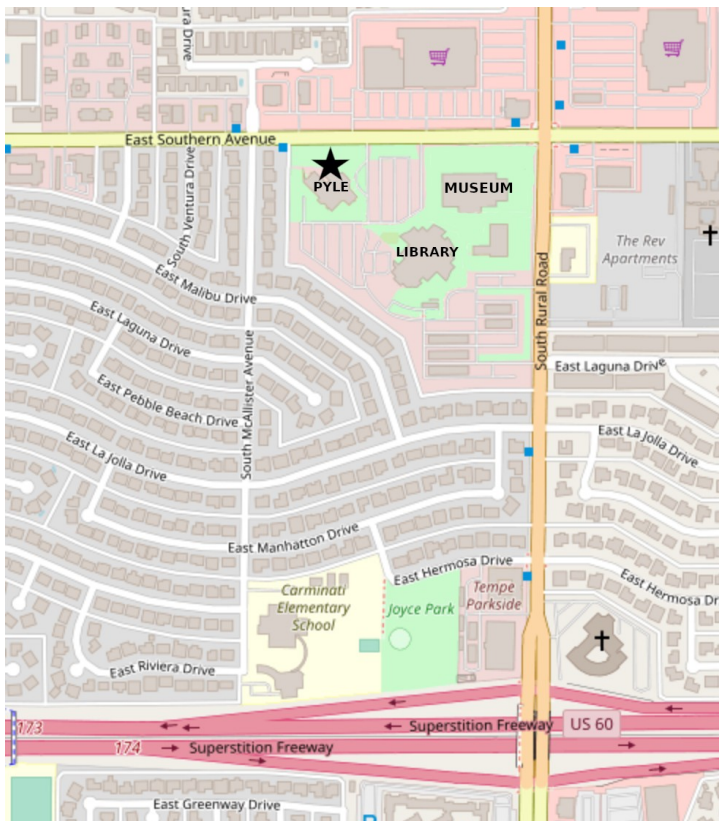 ura Drive
East Southern Avenue
PYLE
MUSEUM
South Ventura Drive
LIBRARY
The Rev
Apartments
East Malibu Drive
South Rural Road
East Laguna Drive
East Laguna Drive
South McAllister Avenue
East Pebble Beach Drive
East La Jolla Drive
East La Jolla Drive
East Manhatton Drive
East Hermosa Drive
East Hermosa Dr
Carminati
Elementary
School
Joyce Park
Tempe
Parkside
East Riviera Drive
173
Superstition Freeway
US 60
174
Superstition Freeway
East Greenway Drive